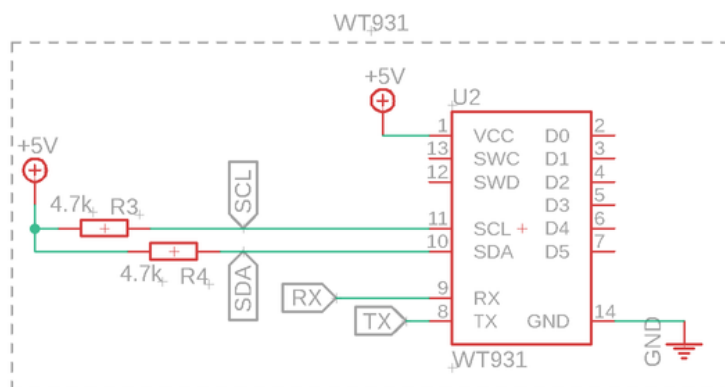 WT931
+5V
U2
1 VCC D0 2
13 SWC D1 3
12 SWD D2 4
D3 5
11 SCL D4 6
10 SDA D5 7
9 RX
8 TX GND 14
WT931
+5V
4.7k R3
4.7k R4
SCL
SDA
RX
TX
GND